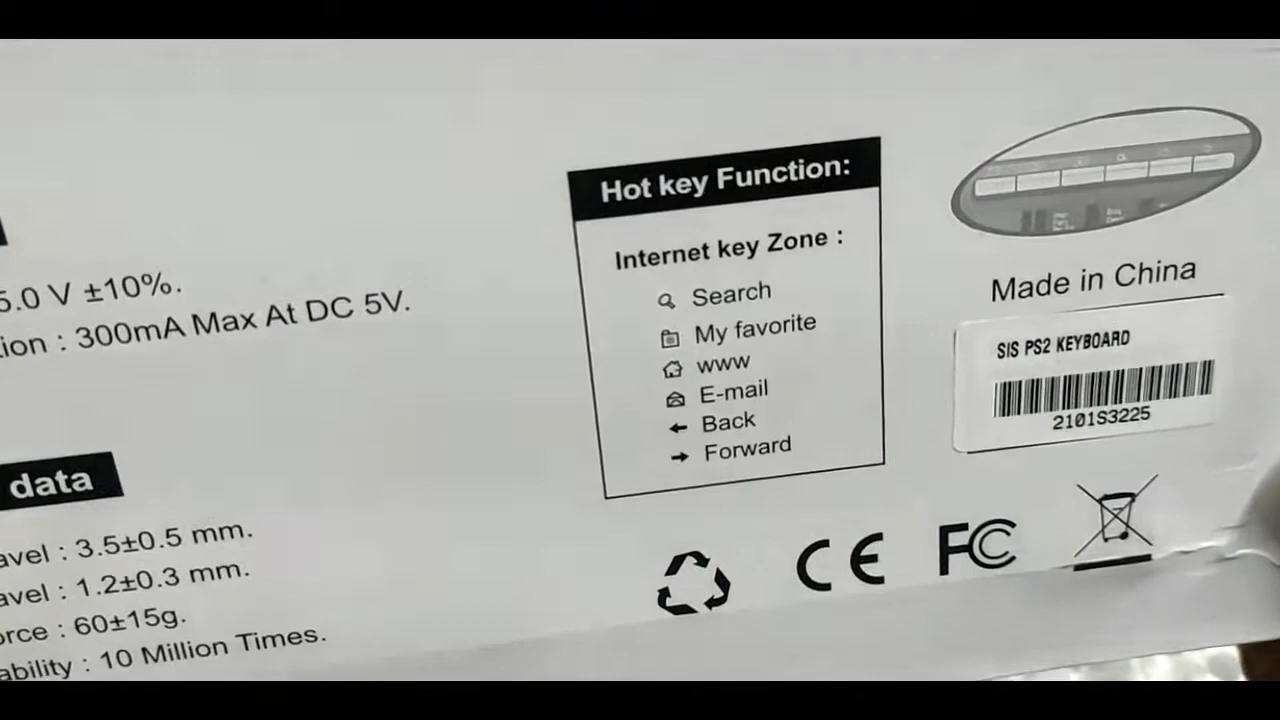 5.0 V ±10%.
ion : 300mA Max At DC 5V.
data
avel : 3.5±0.5 mm.
avel : 1.2±0.3 mm.
orce : 60±15g.
ability : 10 Million Times.
Hot key Function:
Internet key Zone :
Search
My favorite
www
E-mail
Back
Forward
Made in China
SIS PS2 KEYBOARD
2101S3225
CE FC